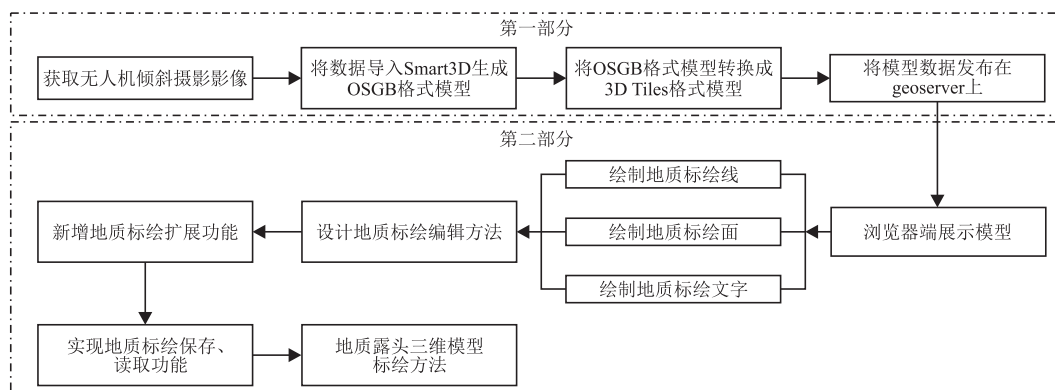 第一部分
获取无人机倾斜摄影影像
将数据导入Smart3D生成
OSGB格式模型
将OSGB格式模型转换成
3D Tiles格式模型
将模型数据发布在
geoserver上
第二部分
浏览器端展示模型
绘制地质标绘线
绘制地质标绘面
绘制地质标绘文字
设计地质标绘编辑方法
新增地质标绘扩展功能
实现地质标绘保存、
读取功能
地质露头三维模型
标绘方法